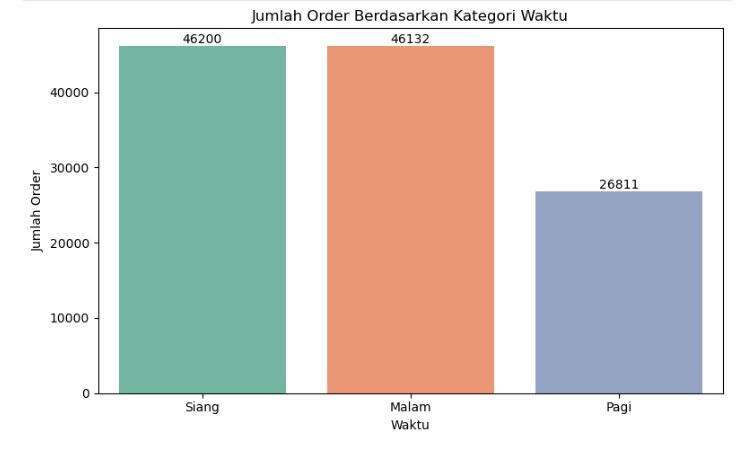 Jumlah Order Berdasarkan Kategori Waktu
46200
46132
26811
40000
30000
20000
10000
0
Jumlah Order
Siang
Malam
Pagi
Waktu